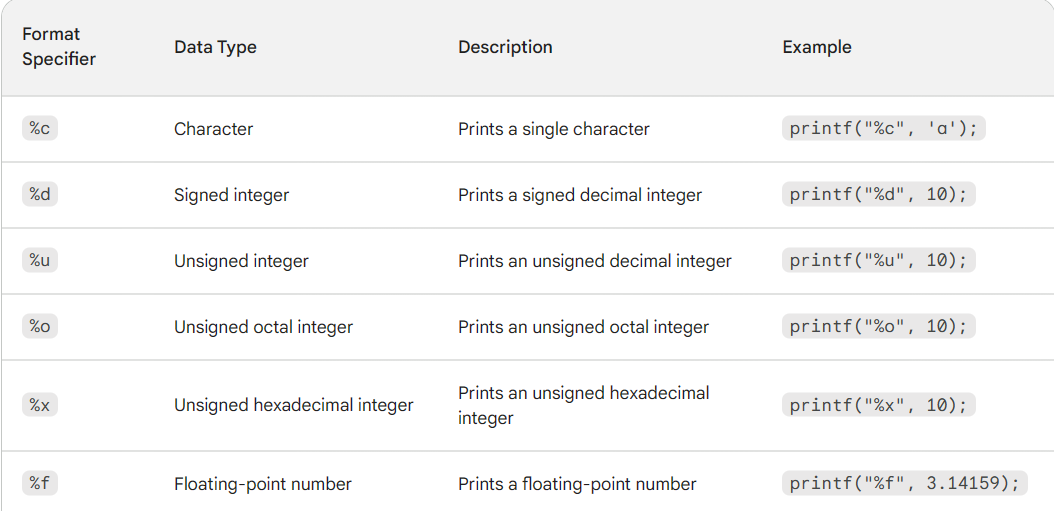 Format Specifier Data Type Description Example
%c Character Prints a single character printf("%c", 'a');
%d Signed integer Prints a signed decimal integer printf("%d", 10);
%u Unsigned integer Prints an unsigned decimal integer printf("%u", 10);
%o Unsigned octal integer Prints an unsigned octal integer printf("%o", 10);
%x Unsigned hexadecimal integer Prints an unsigned hexadecimal integer printf("%x", 10);
%f Floating-point number Prints a floating-point number printf("%f", 3.14159);